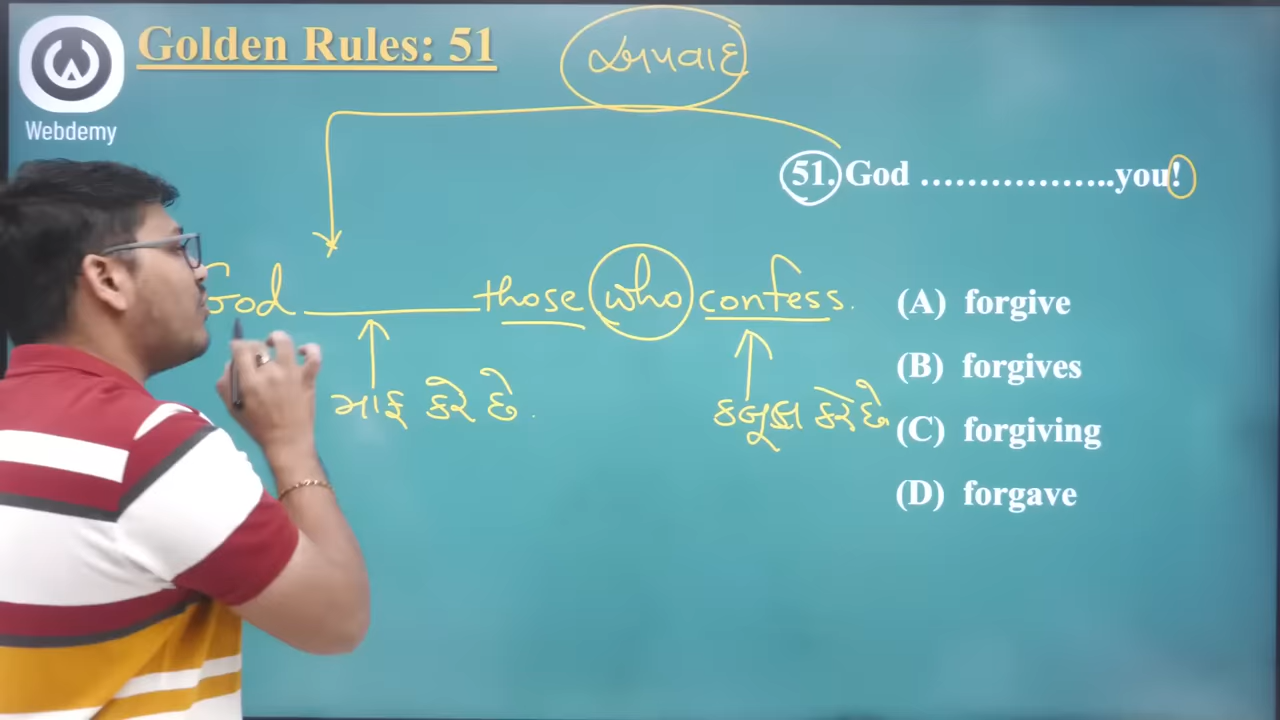 Golden Rules: 51
Webdemy
અપવાદ
51. God ………………..you!
God ________ those who confess.
માફ કરે છે.
કબૂલ કરે છે
(A) forgive
(B) forgives
(C) forgiving
(D) forgave